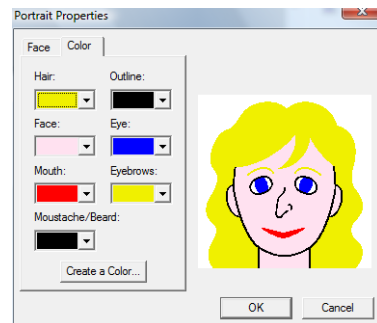 Portrait Properties
Face Color
Hair: Outline:
Face: Eye:
Mouth: Eyebrows:
Moustache/Beard:
Create a Color...
OK Cancel